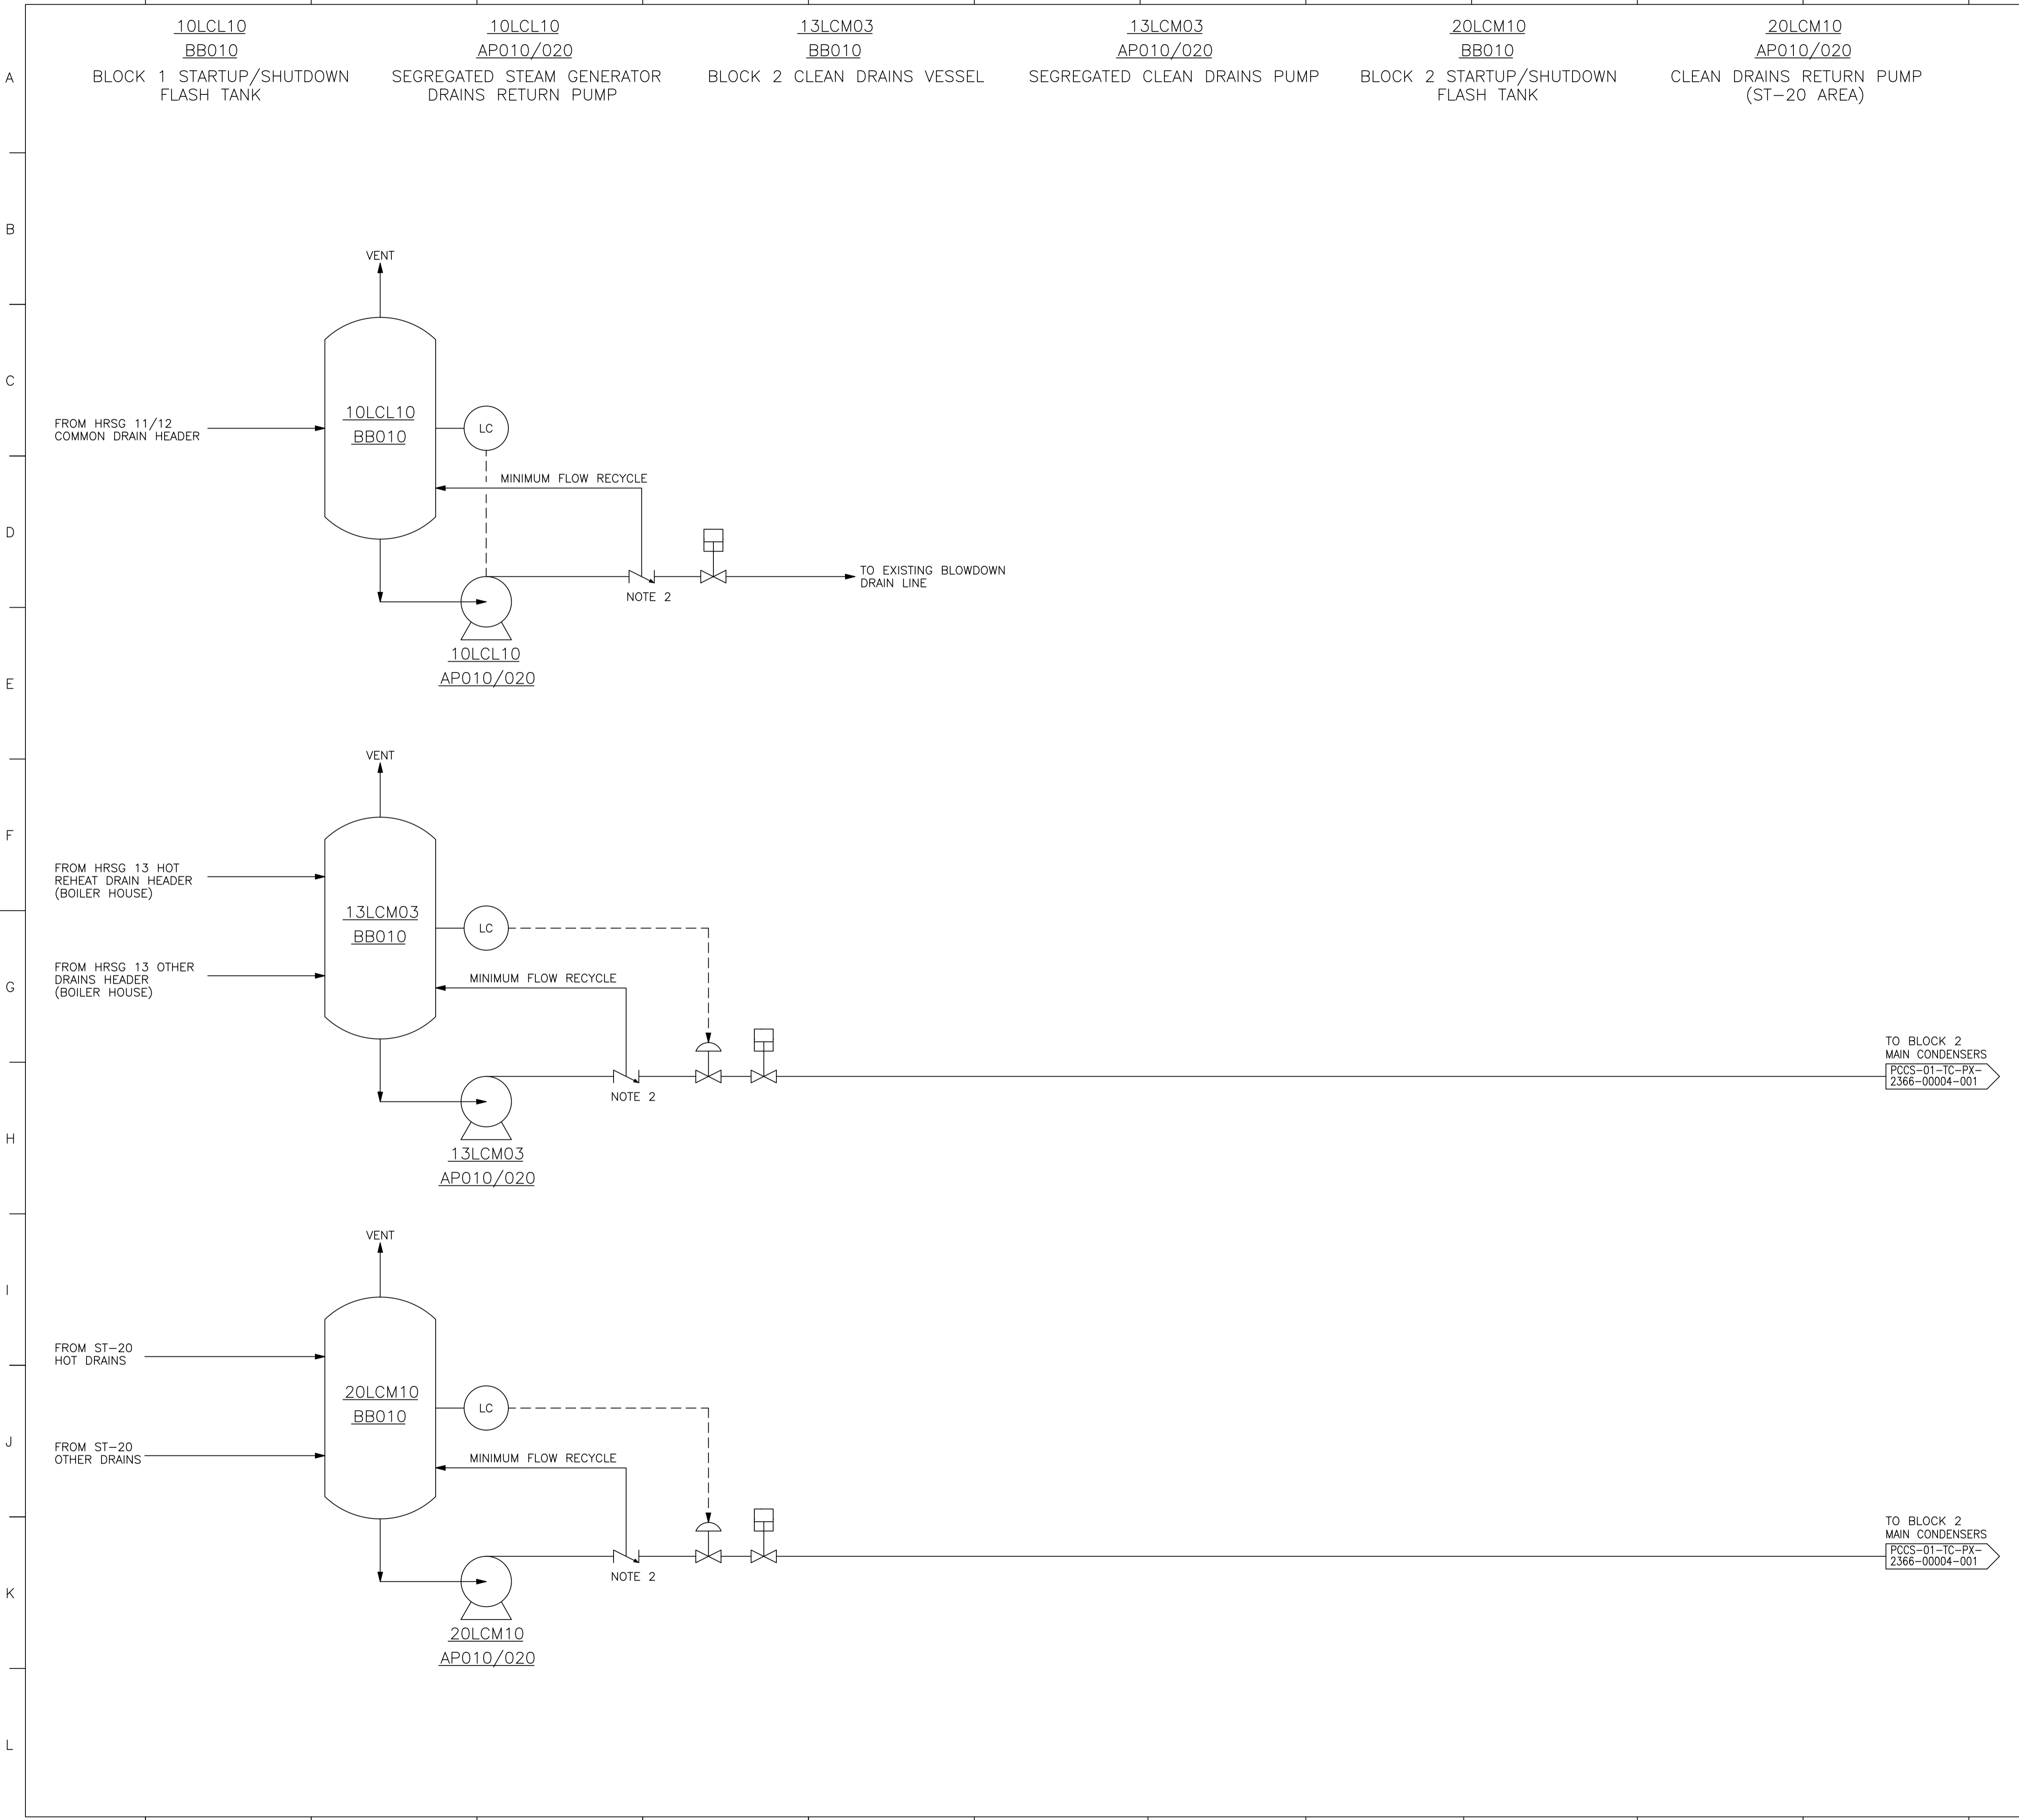 10LCL10
BB010
BLOCK 1 STARTUP/SHUTDOWN
FLASH TANK
10LCL10
AP010/020
SEGREGATED STEAM GENERATOR
DRAINS RETURN PUMP
13LCM03
BB010
BLOCK 2 CLEAN DRAINS VESSEL
13LCM03
AP010/020
SEGREGATED CLEAN DRAINS PUMP
20LCM10
BB010
BLOCK 2 STARTUP/SHUTDOWN
FLASH TANK
20LCM10
AP010/020
CLEAN DRAINS RETURN PUMP
(ST-20 AREA)
A
B
C
D
E
F
G
H
I
J
K
L
VENT
FROM HRSG 11/12
COMMON DRAIN HEADER
10LCL10
BB010
LC
MINIMUM FLOW RECYCLE
TO EXISTING BLOWDOWN
DRAIN LINE
NOTE 2
10LCL10
AP010/020
VENT
FROM HRSG 13 HOT
REHEAT DRAIN HEADER
(BOILER HOUSE)
13LCM03
BB010
LC
FROM HRSG 13 OTHER
DRAINS HEADER
(BOILER HOUSE)
MINIMUM FLOW RECYCLE
NOTE 2
TO BLOCK 2
MAIN CONDENSERS
PCCS-01-TC-PX-
2366-00004-001
13LCM03
AP010/020
VENT
FROM ST-20
HOT DRAINS
20LCM10
BB010
LC
FROM ST-20
OTHER DRAINS
MINIMUM FLOW RECYCLE
NOTE 2
TO BLOCK 2
MAIN CONDENSERS
PCCS-01-TC-PX-
2366-00004-001
20LCM10
AP010/020